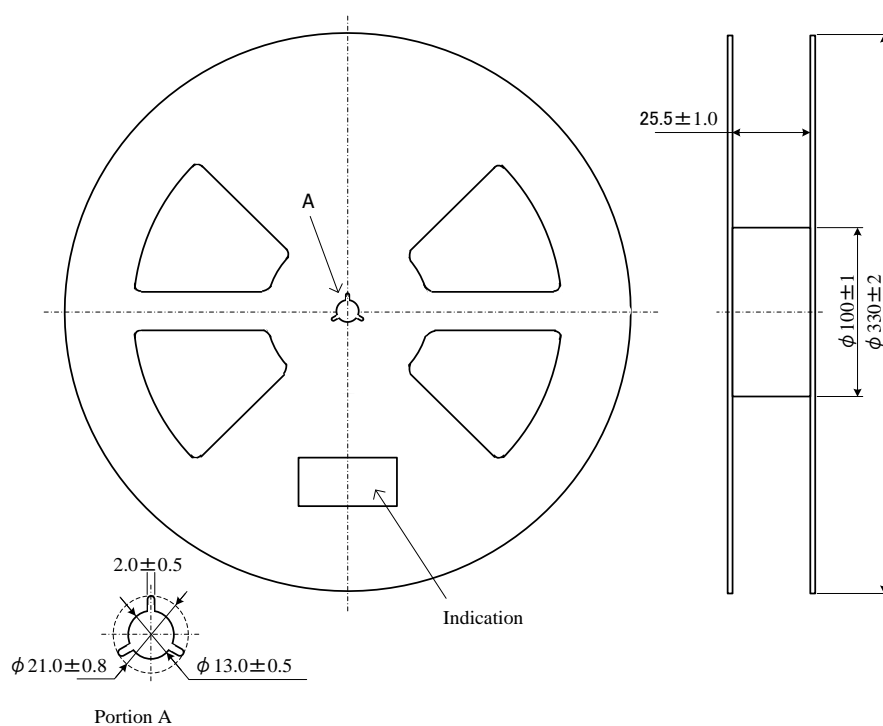 25.5±1.0
A
φ100±1
φ330±2
2.0±0.5
Indication
φ21.0±0.8
φ13.0±0.5
Portion A